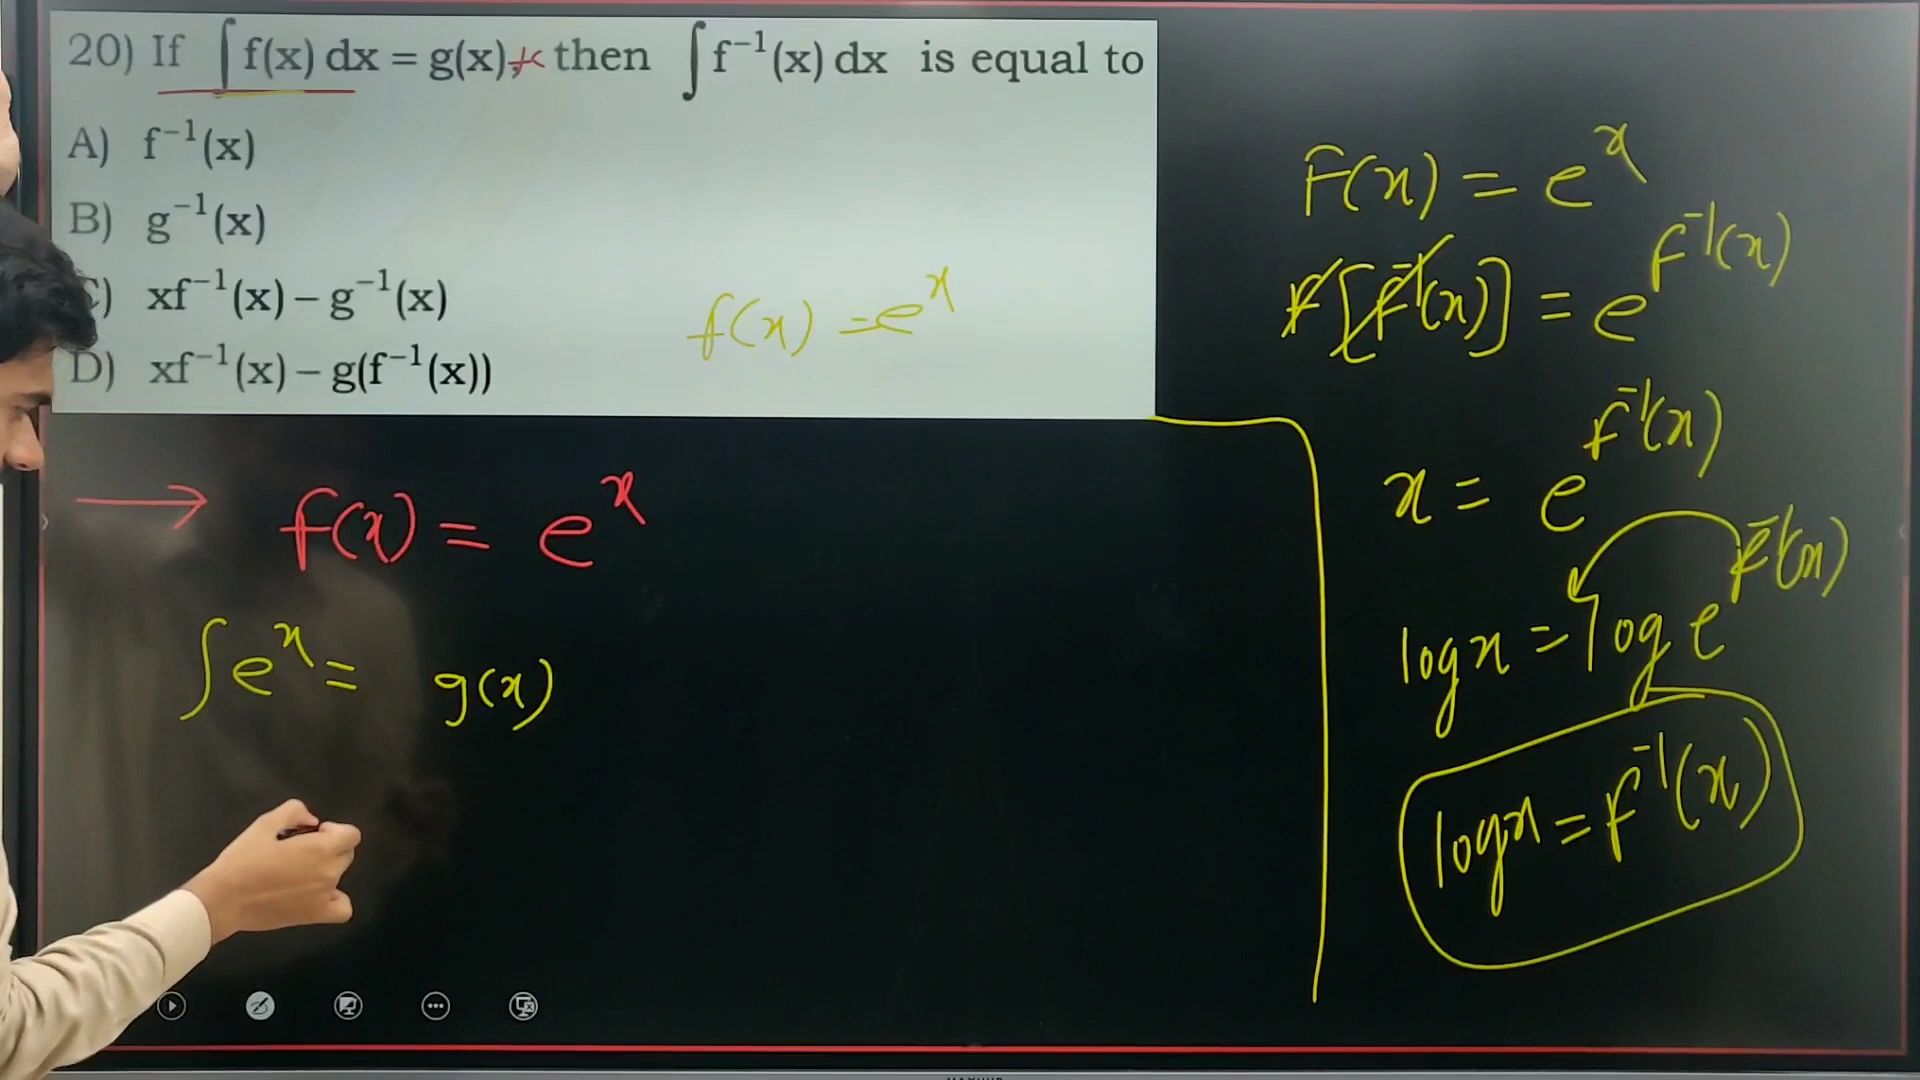 20) If ∫ f(x) dx = g(x), then ∫ f⁻¹(x) dx is equal to
A) f⁻¹(x)
B) g⁻¹(x)
) xf⁻¹(x) – g⁻¹(x)
D) xf⁻¹(x) – g(f⁻¹(x))
f(x) = eˣ
→ f(x) = eˣ
∫ eˣ = g(x)
F(x) = eˣ
F[F⁻¹(x)] = e^F⁻¹(x)
x = e^F⁻¹(x)
log x = log e^F⁻¹(x)
log x = F⁻¹(x)